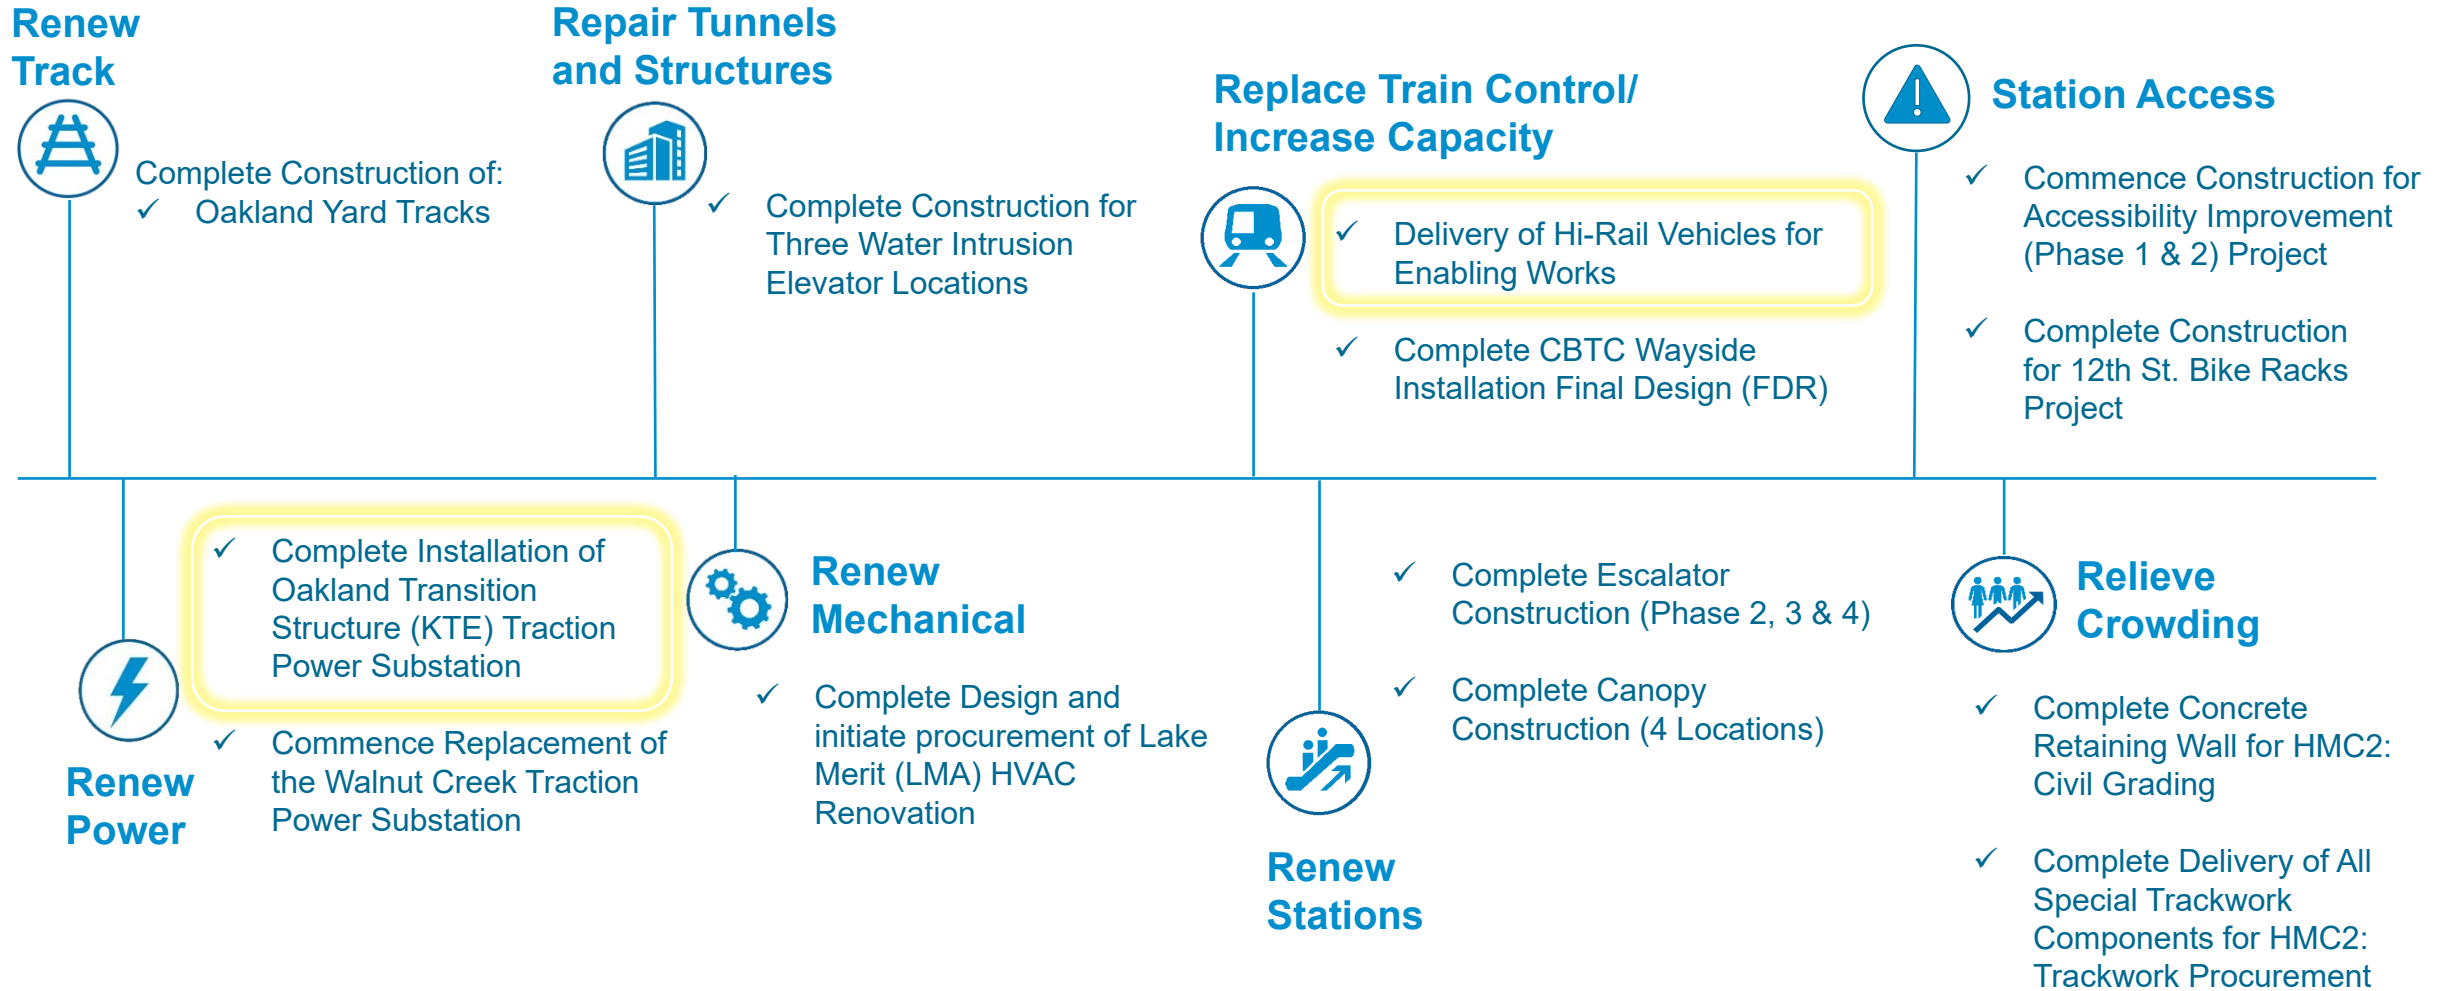 Renew
Track
Complete Construction of:
✓ Oakland Yard Tracks
Repair Tunnels
and Structures
✓ Complete Construction for
Three Water Intrusion
Elevator Locations
Replace Train Control/
Increase Capacity
✓ Delivery of Hi-Rail Vehicles for
Enabling Works
✓ Complete CBTC Wayside
Installation Final Design (FDR)
Station Access
✓ Commence Construction for
Accessibility Improvement
(Phase 1 & 2) Project
✓ Complete Construction
for 12th St. Bike Racks
Project
Renew
Power
✓ Complete Installation of
Oakland Transition
Structure (KTE) Traction
Power Substation
✓ Commence Replacement of
the Walnut Creek Traction
Power Substation
Renew
Mechanical
✓ Complete Design and
initiate procurement of Lake
Merit (LMA) HVAC
Renovation
Renew
Stations
✓ Complete Escalator
Construction (Phase 2, 3 & 4)
✓ Complete Canopy
Construction (4 Locations)
Relieve
Crowding
✓ Complete Concrete
Retaining Wall for HMC2:
Civil Grading
✓ Complete Delivery of All
Special Trackwork
Components for HMC2:
Trackwork Procurement